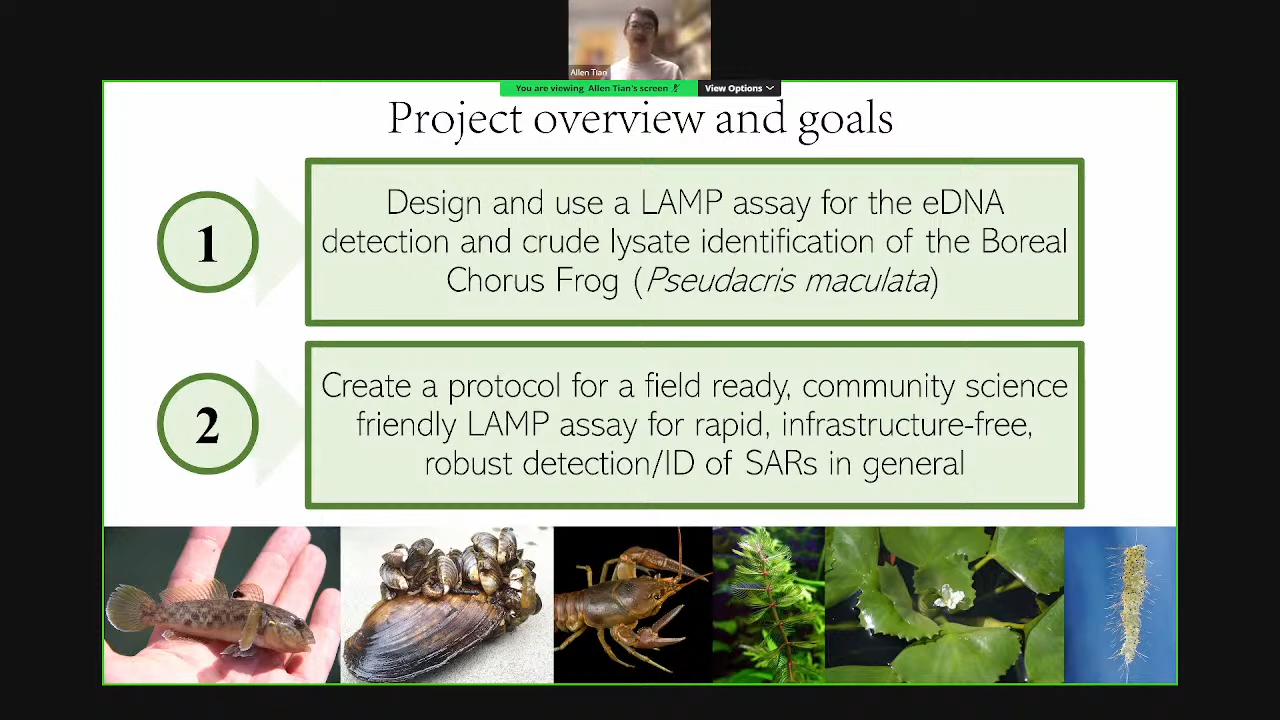 Allen Tian
You are viewing Allen Tian's screen
View Options
Project overview and goals
1
Design and use a LAMP assay for the eDNA
detection and crude lysate identification of the Boreal
Chorus Frog (Pseudacris maculata)
2
Create a protocol for a field ready, community science
friendly LAMP assay for rapid, infrastructure-free,
robust detection/ID of SARs in general